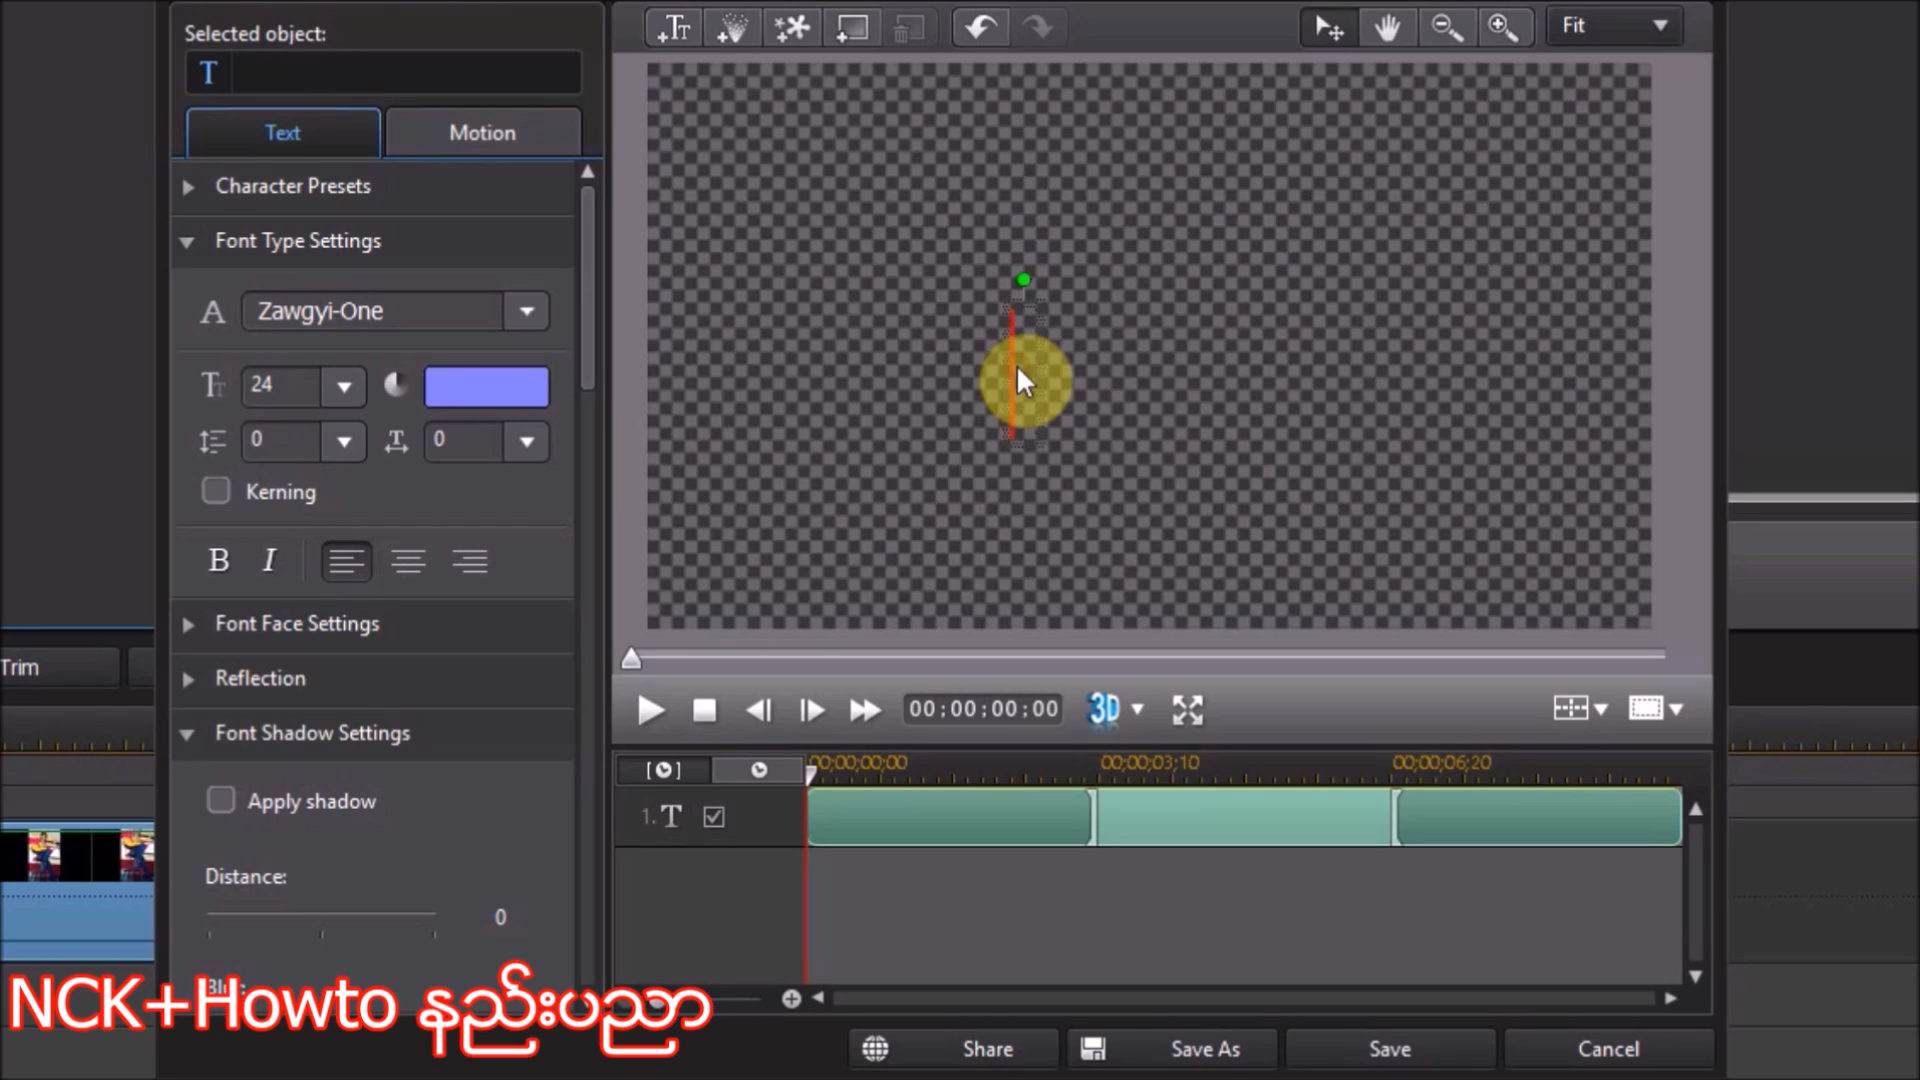 Selected object:
T
Text
Motion
Character Presets
Font Type Settings
A
Zawgyi-One
24
0
0
Kerning
B I
Font Face Settings
Reflection
Font Shadow Settings
Apply shadow
Distance:
0
Trim
Fit
00;00;00;00
3D
00;00;00;00
00;00;03;10
00;00;06;20
1. T
NCK+Howto နည်းပညာ
Share
Save As
Save
Cancel